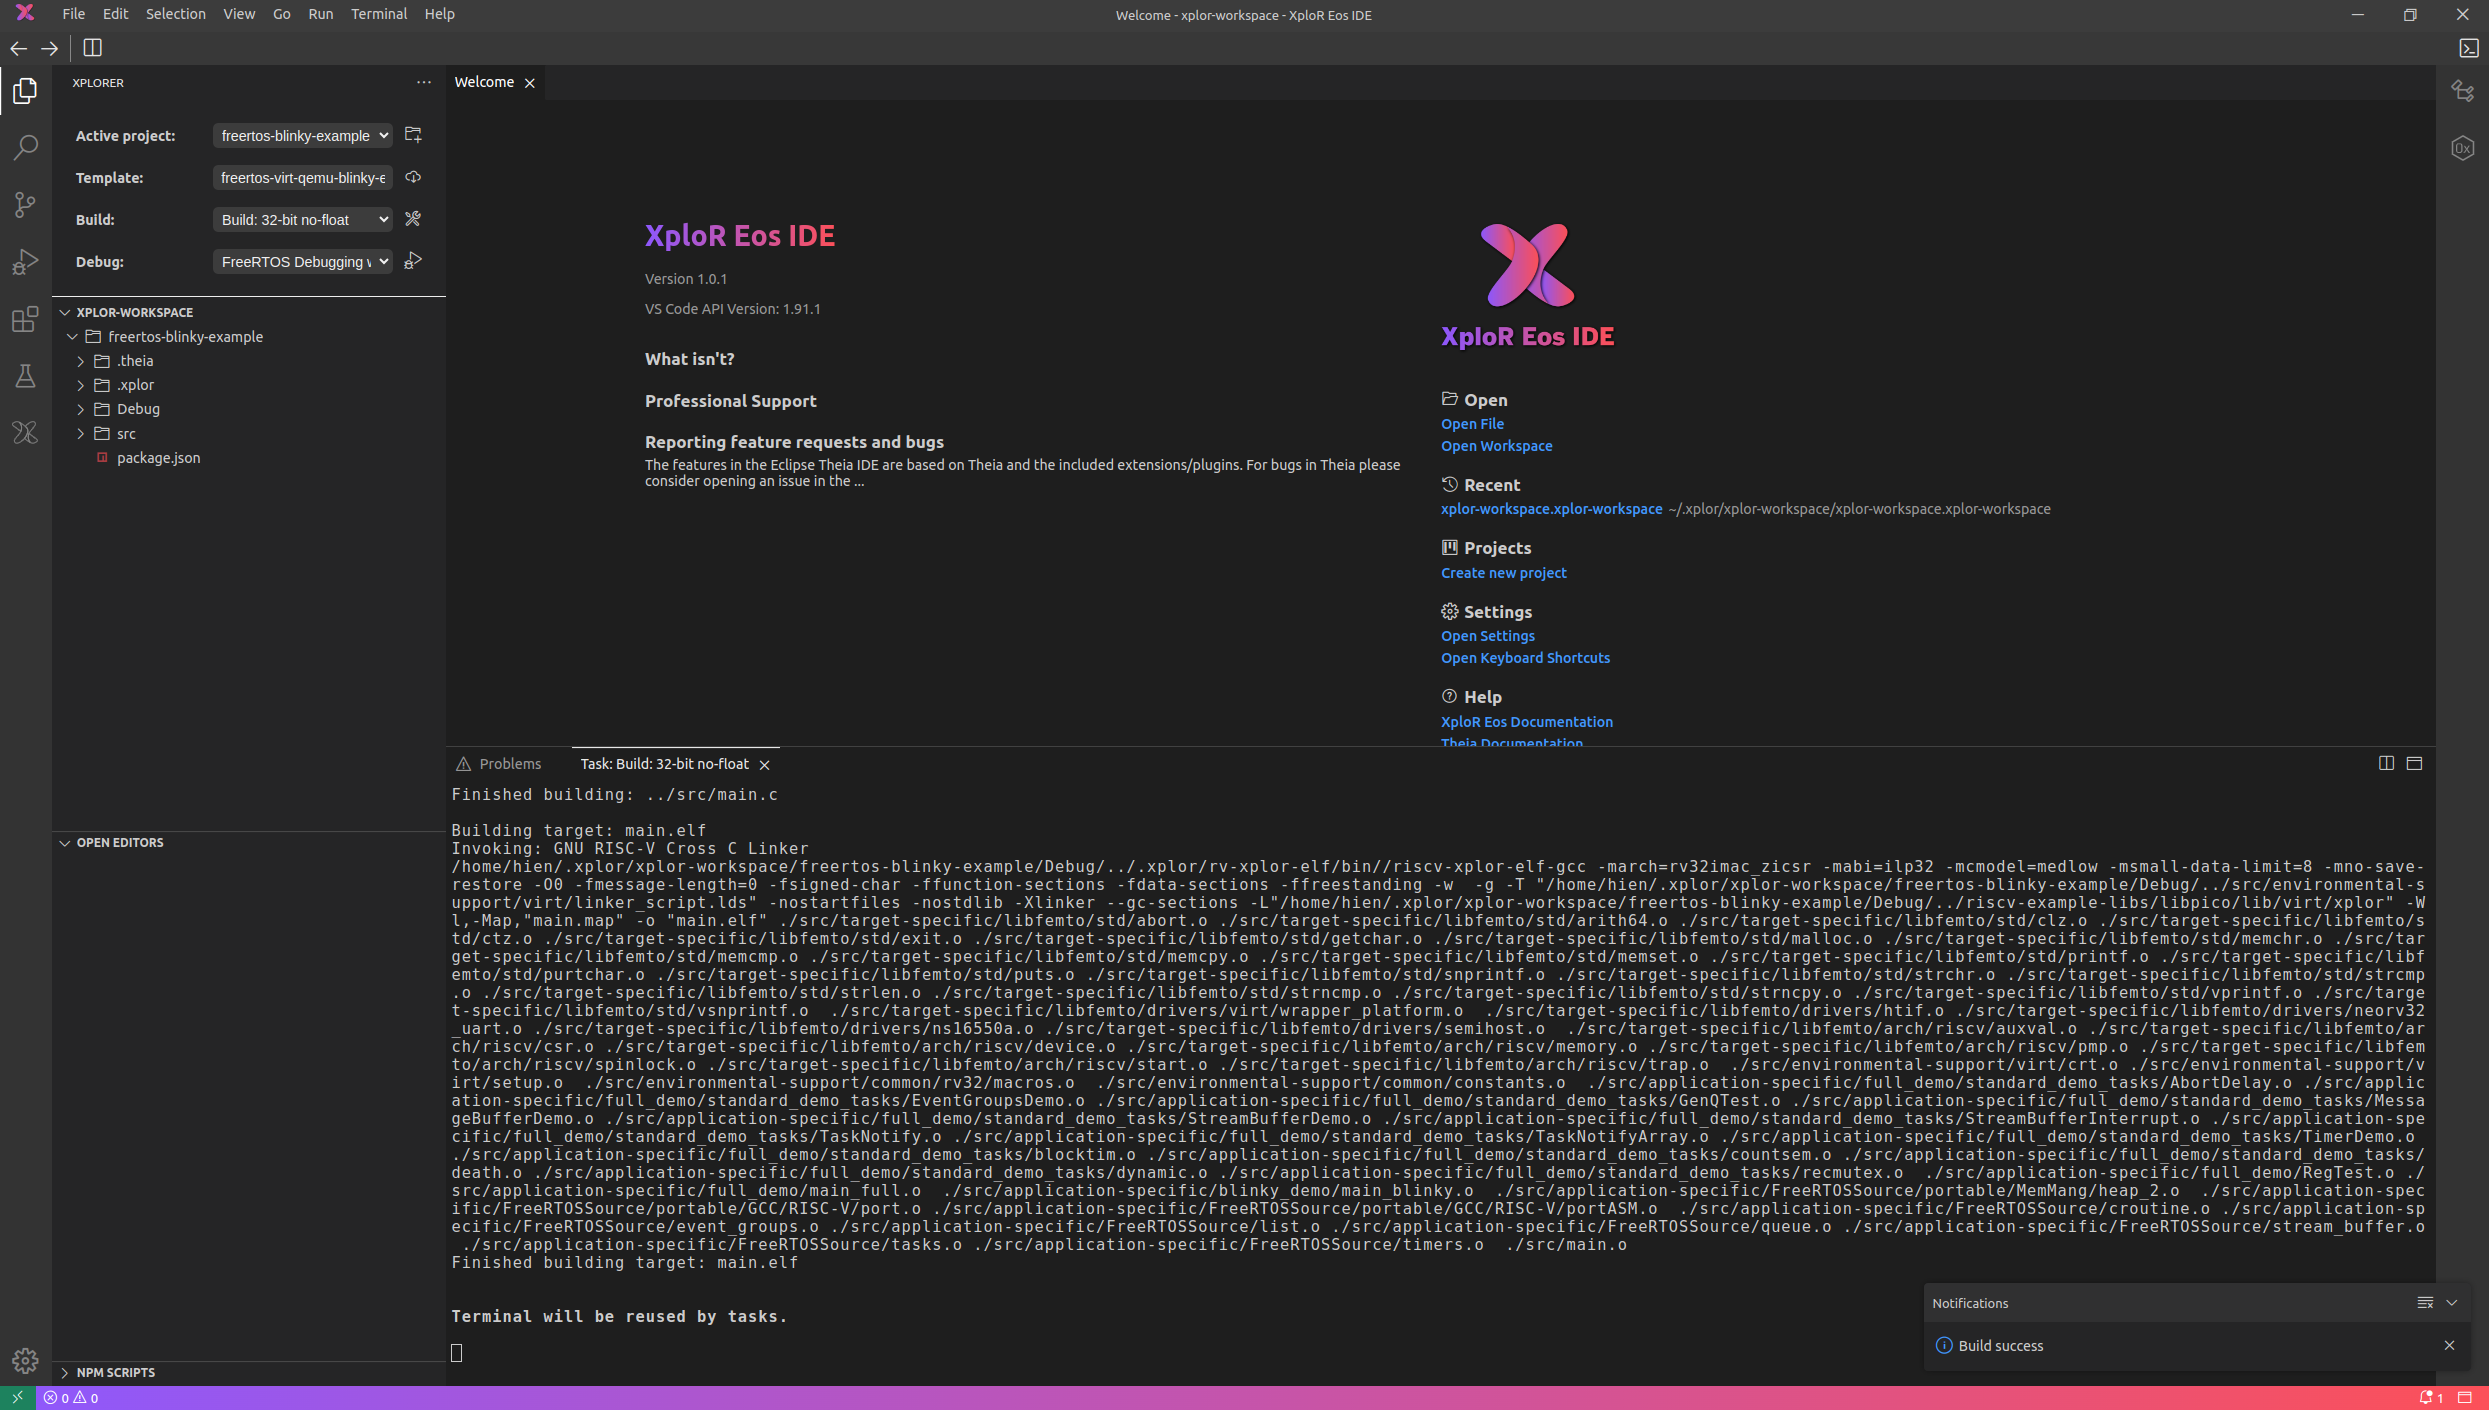 File Edit Selection View Go Run Terminal Help
Welcome - xplor-workspace - XploR Eos IDE
XPLORER
Active project: freertos-blinky-example
Template: freertos-virt-qemu-blinky-e
Build: Build: 32-bit no-float
Debug: FreeRTOS Debugging
XPLOR-WORKSPACE
freertos-blinky-example
.theia
.xplor
Debug
src
package.json
OPEN EDITORS
NPM SCRIPTS
Welcome
XploR Eos IDE
Version 1.0.1
VS Code API Version: 1.91.1
What isn't?
Professional Support
Reporting feature requests and bugs
The features in the Eclipse Theia IDE are based on Theia and the included extensions/plugins. For bugs in Theia please
consider opening an issue in the ...
XploR Eos IDE
Open
Open File
Open Workspace
Recent
xplor-workspace.xplor-workspace ~/.xplor/xplor-workspace/xplor-workspace.xplor-workspace
Projects
Create new project
Settings
Open Settings
Open Keyboard Shortcuts
Help
XploR Eos Documentation
Theia Documentation
Problems Task: Build: 32-bit no-float
Finished building: ../src/main.c
Building target: main.elf
Invoking: GNU RISC-V Cross C Linker
/home/hien/.xplor/xplor-workspace/freertos-blinky-example/Debug/../.xplor/rv-xplor-elf/bin//riscv-xplor-elf-gcc -march=rv32imac_zicsr -mabi=ilp32 -mcmodel=medlow -msmall-data-limit=8 -mno-save-
restore -O0 -fmessage-length=0 -fsigned-char -ffunction-sections -fdata-sections -ffreestanding -w  -g -T "/home/hien/.xplor/xplor-workspace/freertos-blinky-example/Debug/../src/environmental-s
upport/virt/linker_script.lds" -nostartfiles -nostdlib -Xlinker --gc-sections -L"/home/hien/.xplor/xplor-workspace/freertos-blinky-example/Debug/../riscv-example-libs/libpico/lib/virt/xplor" -W
l,-Map,"main.map" -o "main.elf" ./src/target-specific/libfemto/std/abort.o ./src/target-specific/libfemto/std/arith64.o ./src/target-specific/libfemto/std/clz.o ./src/target-specific/libfemto/s
td/ctz.o ./src/target-specific/libfemto/std/exit.o ./src/target-specific/libfemto/std/getchar.o ./src/target-specific/libfemto/std/malloc.o ./src/target-specific/libfemto/std/memchr.o ./src/tar
get-specific/libfemto/std/memcmp.o ./src/target-specific/libfemto/std/memcpy.o ./src/target-specific/libfemto/std/memset.o ./src/target-specific/libfemto/std/printf.o ./src/target-specific/libf
emto/std/purtchar.o ./src/target-specific/libfemto/std/puts.o ./src/target-specific/libfemto/std/snprintf.o ./src/target-specific/libfemto/std/strchr.o ./src/target-specific/libfemto/std/strcmp
.o ./src/target-specific/libfemto/std/strlen.o ./src/target-specific/libfemto/std/strncmp.o ./src/target-specific/libfemto/std/strncpy.o ./src/target-specific/libfemto/std/vprintf.o ./src/targe
t-specific/libfemto/std/vsnprintf.o  ./src/target-specific/libfemto/drivers/virt/wrapper_platform.o  ./src/target-specific/libfemto/drivers/htif.o ./src/target-specific/libfemto/drivers/neorv32
_uart.o ./src/target-specific/libfemto/drivers/ns16550a.o ./src/target-specific/libfemto/drivers/semihost.o  ./src/target-specific/libfemto/arch/riscv/auxval.o ./src/target-specific/libfemto/ar
ch/riscv/csr.o ./src/target-specific/libfemto/arch/riscv/device.o ./src/target-specific/libfemto/arch/riscv/memory.o ./src/target-specific/libfemto/arch/riscv/pmp.o ./src/target-specific/libfem
to/arch/riscv/spinlock.o ./src/target-specific/libfemto/arch/riscv/start.o ./src/target-specific/libfemto/arch/riscv/trap.o  ./src/environmental-support/virt/crt.o ./src/environmental-support/v
irt/setup.o  ./src/environmental-support/common/rv32/macros.o  ./src/environmental-support/common/constants.o  ./src/application-specific/full_demo/standard_demo_tasks/AbortDelay.o ./src/applic
ation-specific/full_demo/standard_demo_tasks/EventGroupsDemo.o ./src/application-specific/full_demo/standard_demo_tasks/GenQTest.o ./src/application-specific/full_demo/standard_demo_tasks/Messa
geBufferDemo.o ./src/application-specific/full_demo/standard_demo_tasks/StreamBufferDemo.o ./src/application-specific/full_demo/standard_demo_tasks/StreamBufferInterrupt.o ./src/application-spe
cific/full_demo/standard_demo_tasks/TaskNotify.o ./src/application-specific/full_demo/standard_demo_tasks/TaskNotifyArray.o ./src/application-specific/full_demo/standard_demo_tasks/TimerDemo.o
./src/application-specific/full_demo/standard_demo_tasks/blocktim.o ./src/application-specific/full_demo/standard_demo_tasks/countsem.o ./src/application-specific/full_demo/standard_demo_tasks/
death.o ./src/application-specific/full_demo/standard_demo_tasks/dynamic.o ./src/application-specific/full_demo/standard_demo_tasks/recmutex.o  ./src/application-specific/full_demo/RegTest.o ./
src/application-specific/full_demo/main_full.o  ./src/application-specific/blinky_demo/main_blinky.o  ./src/application-specific/FreeRTOSSource/portable/MemMang/heap_2.o  ./src/application-spec
ific/FreeRTOSSource/portable/GCC/RISC-V/port.o ./src/application-specific/FreeRTOSSource/portable/GCC/RISC-V/portASM.o  ./src/application-specific/FreeRTOSSource/croutine.o ./src/application-sp
ecific/FreeRTOSSource/event_groups.o ./src/application-specific/FreeRTOSSource/list.o ./src/application-specific/FreeRTOSSource/queue.o ./src/application-specific/FreeRTOSSource/stream_buffer.o
./src/application-specific/FreeRTOSSource/tasks.o ./src/application-specific/FreeRTOSSource/timers.o  ./src/main.o
Finished building target: main.elf
Terminal will be reused by tasks.
Notifications
Build success
0 0
1
0x